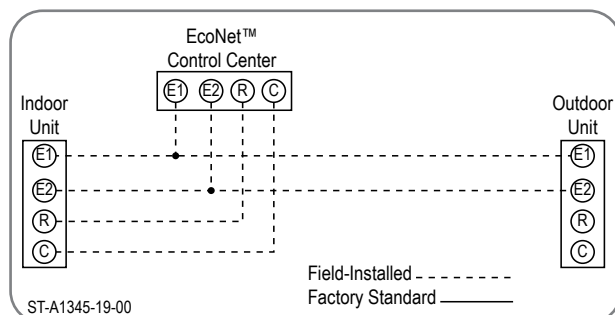 EcoNet™
Control Center
E1 E2 R C
Indoor
Unit
E1
E2
R
C
Outdoor
Unit
E1
E2
R
C
Field-Installed
Factory Standard
ST-A1345-19-00